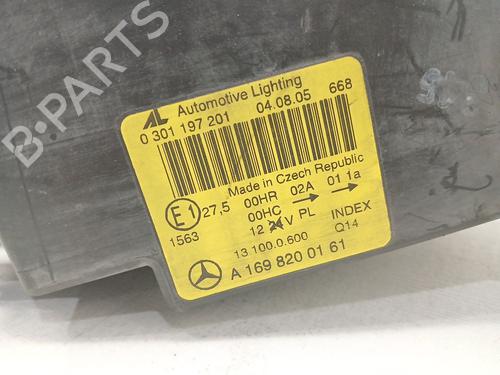 B-PARTS
AL Automotive Lighting
0 301 197 201 04.08.05 668
Made in Czech Republic
E1 27,5 00HR 02A 01 1a
00HC
1563 12 24 V PL INDEX
13.100.0.600 Q14
A 169 820 01 61